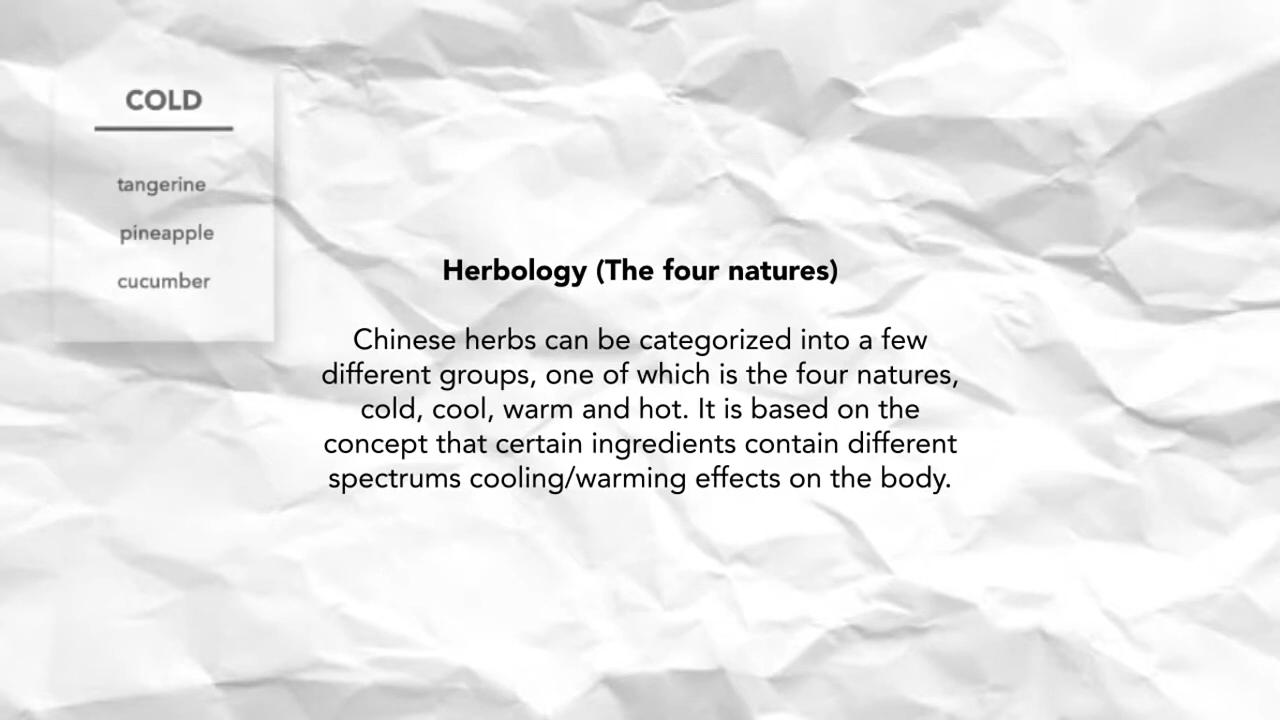 COLD
tangerine
pineapple
cucumber
Herbology (The four natures)
Chinese herbs can be categorized into a few
different groups, one of which is the four natures,
cold, cool, warm and hot. It is based on the
concept that certain ingredients contain different
spectrums cooling/warming effects on the body.